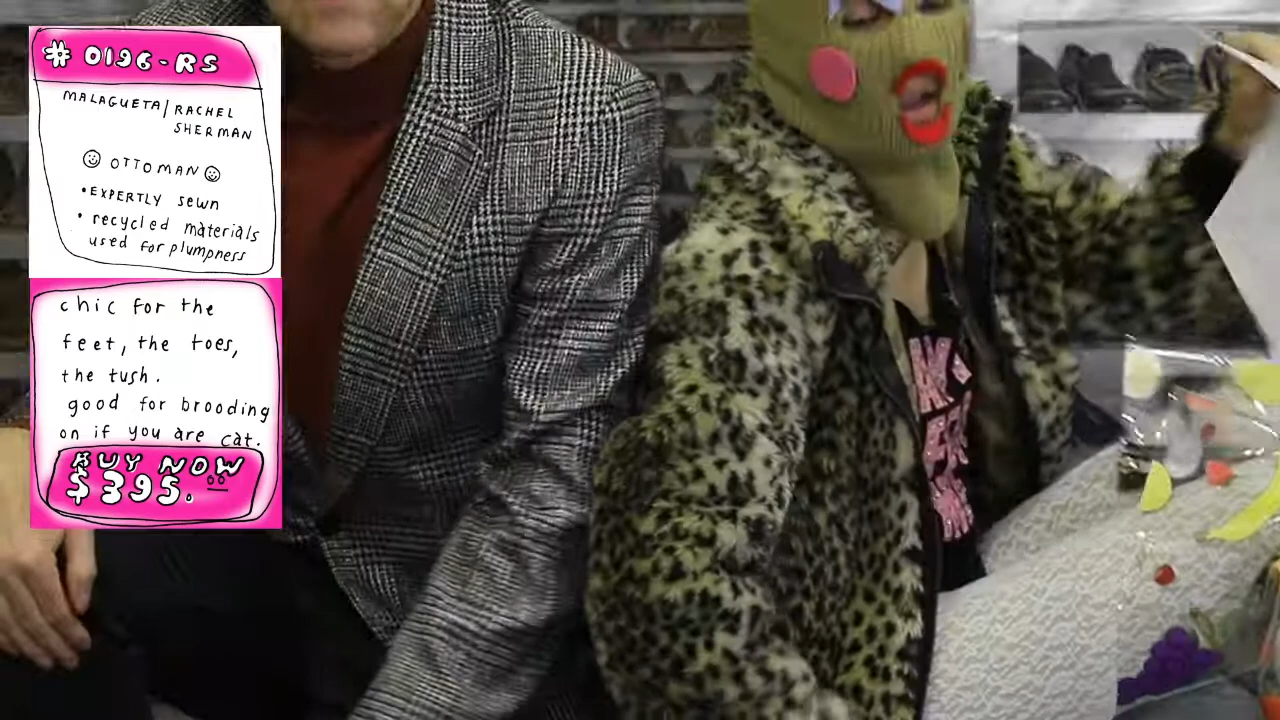 # 0196-RS
MALAGUETA/RACHEL
SHERMAN
OTTOMAN
• EXPERTLY sewn
• recycled materials
used for plumpness
chic for the
feet, the toes,
the tush.
good for brooding
on if you are cat.
BUY NOW
$395.